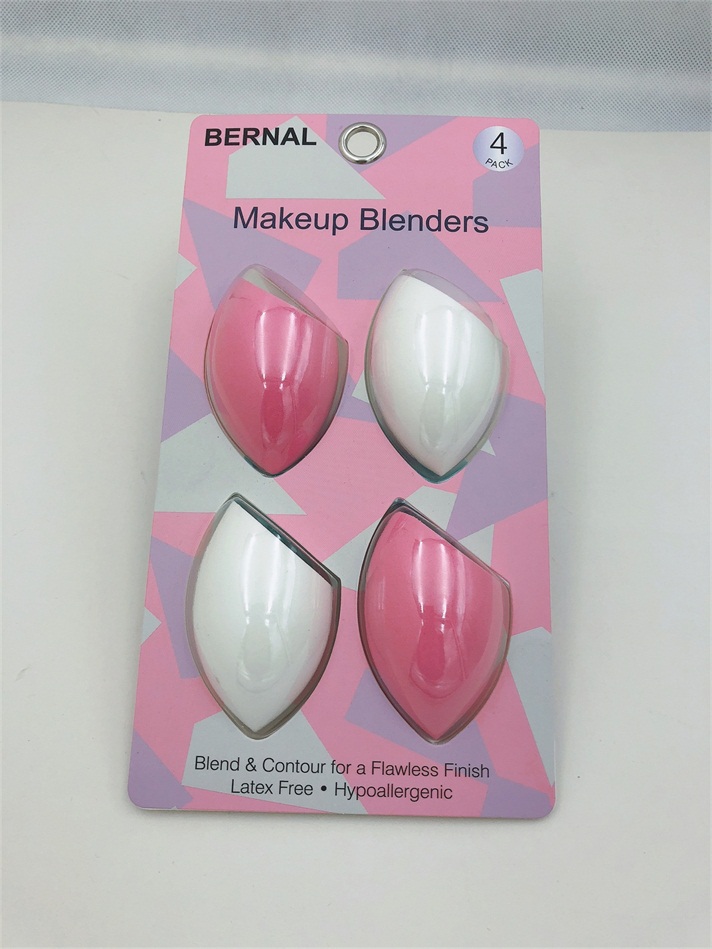 BERNAL
4
PACK
Makeup Blenders
Blend & Contour for a Flawless Finish
Latex Free • Hypoallergenic